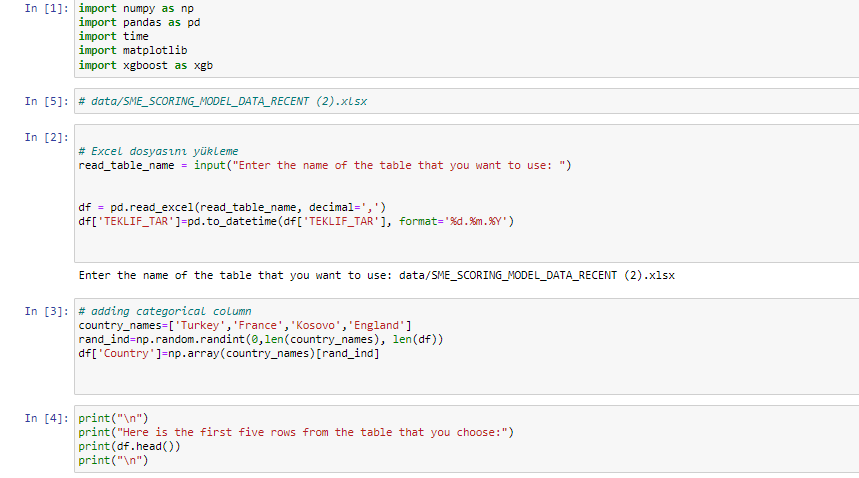 In [1]: import numpy as np
import pandas as pd
import time
import matplotlib
import xgboost as xgb
In [5]: # data/SME_SCORING_MODEL_DATA_RECENT (2).xlsx
In [2]:
# Excel dosyasını yükleme
read_table_name = input("Enter the name of the table that you want to use: ")
df = pd.read_excel(read_table_name, decimal=',')
df['TEKLIF_TAR']=pd.to_datetime(df['TEKLIF_TAR'], format='%d.%m.%Y')
Enter the name of the table that you want to use: data/SME_SCORING_MODEL_DATA_RECENT (2).xlsx
In [3]: # adding categorical column
country_names=['Turkey','France','Kosovo','England']
rand_ind=np.random.randint(0,len(country_names), len(df))
df['Country']=np.array(country_names)[rand_ind]
In [4]: print("\n")
print("Here is the first five rows from the table that you choose:")
print(df.head())
print("\n")